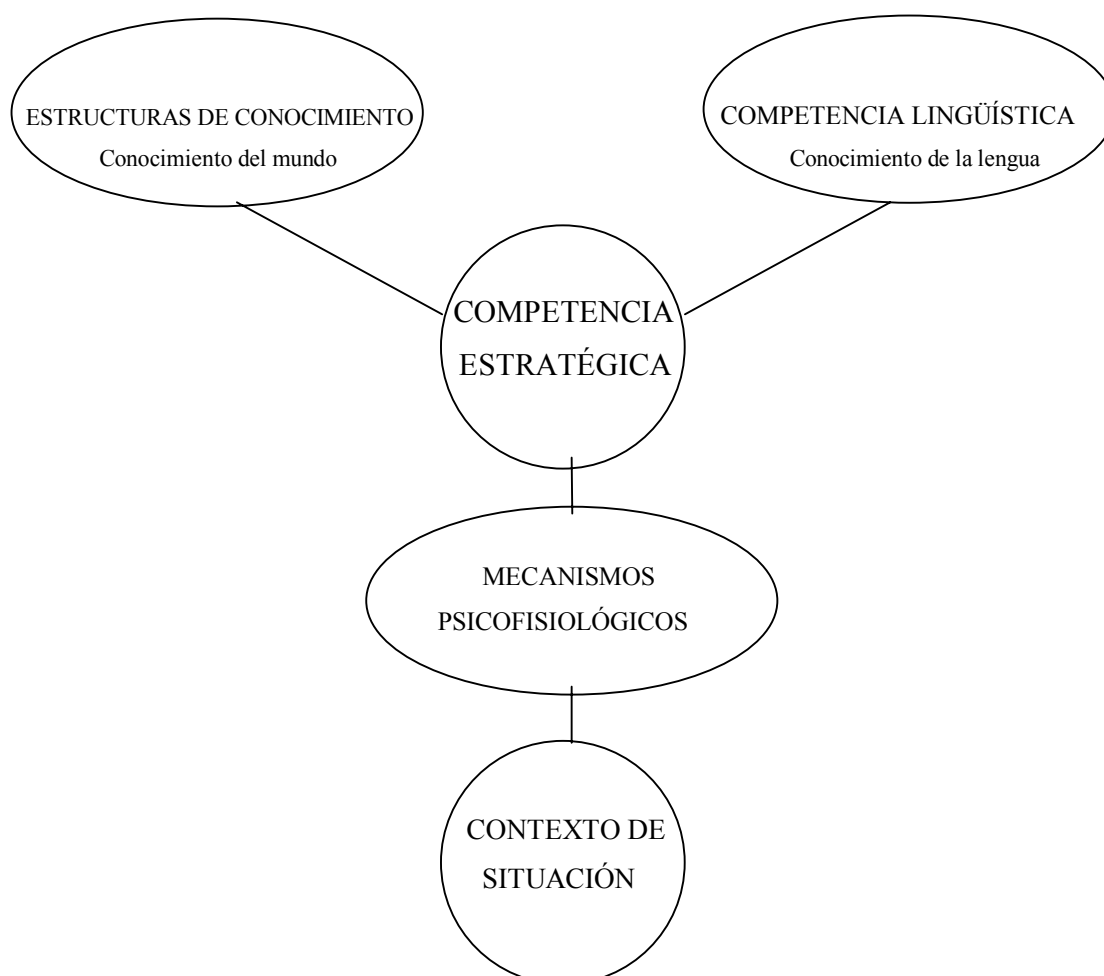 ESTRUCTURAS DE CONOCIMIENTO
Conocimiento del mundo
COMPETENCIA LINGÜÍSTICA
Conocimiento de la lengua
COMPETENCIA
ESTRATÉGICA
MECANISMOS
PSICOFISIOLÓGICOS
CONTEXTO DE
SITUACIÓN